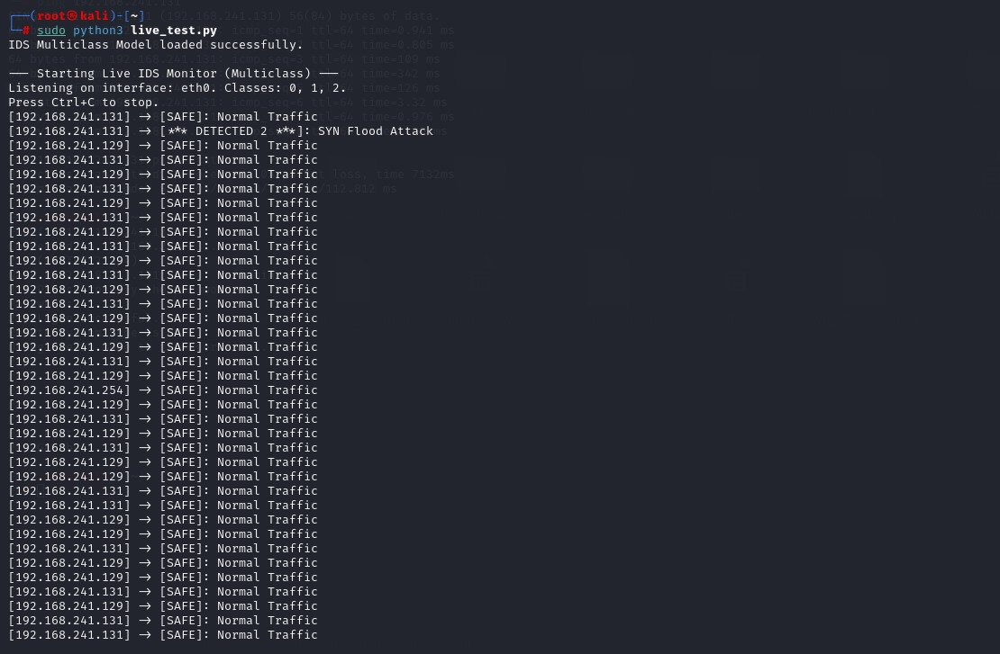 ┌──(root㉿kali)-[~]
└─# sudo python3 live_test.py
IDS Multiclass Model loaded successfully.
─── Starting Live IDS Monitor (Multiclass) ───
Listening on interface: eth0. Classes: 0, 1, 2.
Press Ctrl+C to stop.
[192.168.241.131] → [SAFE]: Normal Traffic
[192.168.241.131] → [*** DETECTED 2 ***]: SYN Flood Attack
[192.168.241.129] → [SAFE]: Normal Traffic
[192.168.241.131] → [SAFE]: Normal Traffic
[192.168.241.129] → [SAFE]: Normal Traffic
[192.168.241.131] → [SAFE]: Normal Traffic
[192.168.241.129] → [SAFE]: Normal Traffic
[192.168.241.131] → [SAFE]: Normal Traffic
[192.168.241.129] → [SAFE]: Normal Traffic
[192.168.241.131] → [SAFE]: Normal Traffic
[192.168.241.129] → [SAFE]: Normal Traffic
[192.168.241.131] → [SAFE]: Normal Traffic
[192.168.241.129] → [SAFE]: Normal Traffic
[192.168.241.131] → [SAFE]: Normal Traffic
[192.168.241.129] → [SAFE]: Normal Traffic
[192.168.241.131] → [SAFE]: Normal Traffic
[192.168.241.129] → [SAFE]: Normal Traffic
[192.168.241.131] → [SAFE]: Normal Traffic
[192.168.241.129] → [SAFE]: Normal Traffic
[192.168.241.254] → [SAFE]: Normal Traffic
[192.168.241.129] → [SAFE]: Normal Traffic
[192.168.241.131] → [SAFE]: Normal Traffic
[192.168.241.129] → [SAFE]: Normal Traffic
[192.168.241.131] → [SAFE]: Normal Traffic
[192.168.241.129] → [SAFE]: Normal Traffic
[192.168.241.129] → [SAFE]: Normal Traffic
[192.168.241.131] → [SAFE]: Normal Traffic
[192.168.241.131] → [SAFE]: Normal Traffic
[192.168.241.129] → [SAFE]: Normal Traffic
[192.168.241.129] → [SAFE]: Normal Traffic
[192.168.241.131] → [SAFE]: Normal Traffic
[192.168.241.129] → [SAFE]: Normal Traffic
[192.168.241.129] → [SAFE]: Normal Traffic
[192.168.241.131] → [SAFE]: Normal Traffic
[192.168.241.129] → [SAFE]: Normal Traffic
[192.168.241.131] → [SAFE]: Normal Traffic
[192.168.241.131] → [SAFE]: Normal Traffic